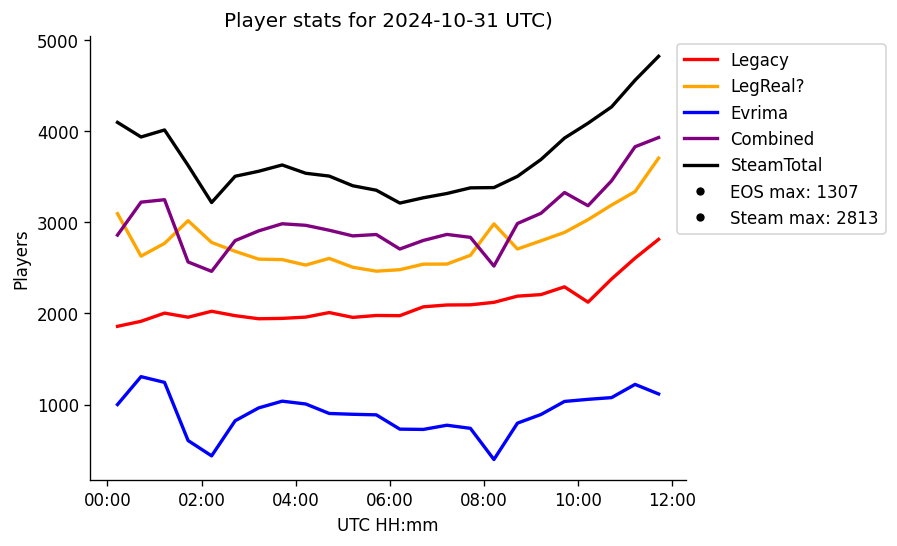 Player stats for 2024-10-31 UTC)
5000
4000
3000
2000
1000
Players
00:00 02:00 04:00 06:00 08:00 10:00 12:00
UTC HH:mm
Legacy
LegReal?
Evrima
Combined
SteamTotal
EOS max: 1307
Steam max: 2813